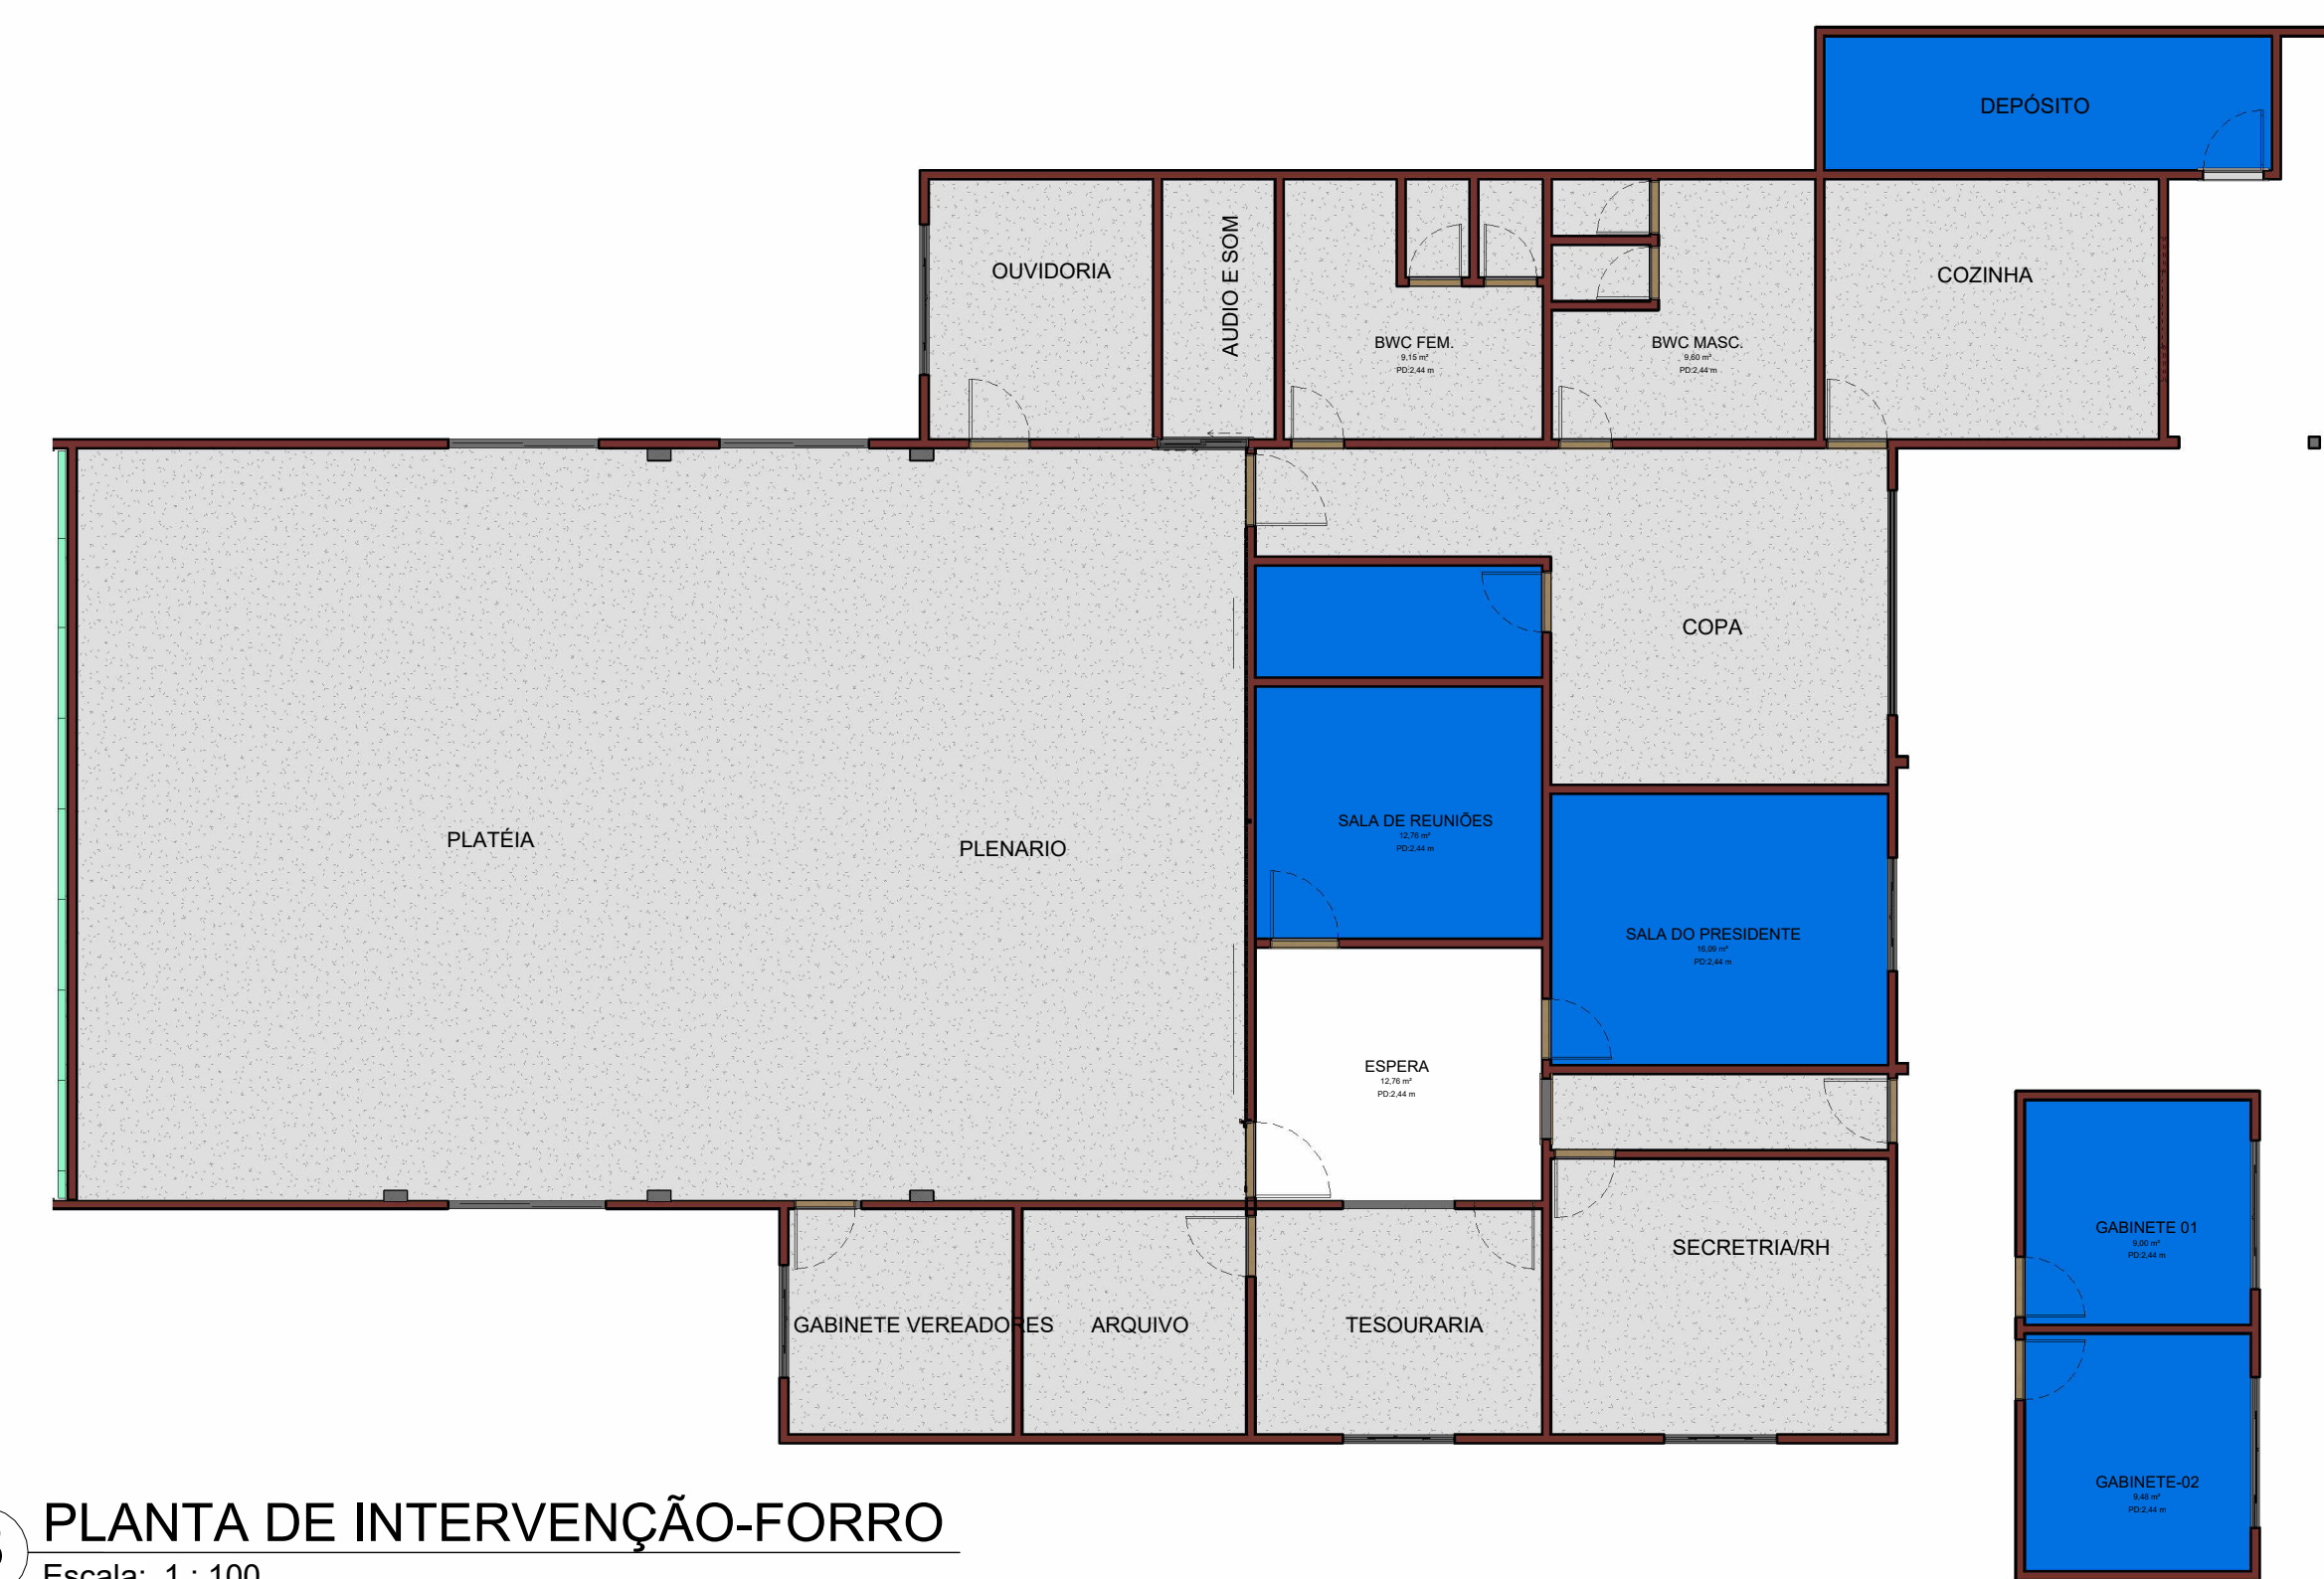 DEPÓSITO
OUVIDORIA
AUDIO E SOM
BWC FEM.
9,15 m²
PD:2,44 m
BWC MASC.
9,60 m²
PD:2,44 m
COZINHA
COPA
PLATÉIA
PLENARIO
SALA DE REUNIÕES
12,76 m²
PD:2,44 m
SALA DO PRESIDENTE
16,09 m²
PD:2,44 m
ESPERA
12,76 m²
PD:2,44 m
GABINETE 01
9,00 m²
PD:2,44 m
SECRETRIA/RH
GABINETE VEREADORES
ARQUIVO
TESOURARIA
GABINETE-02
9,46 m²
PD:2,44 m
PLANTA DE INTERVENÇÃO-FORRO
Escala: 1 : 100